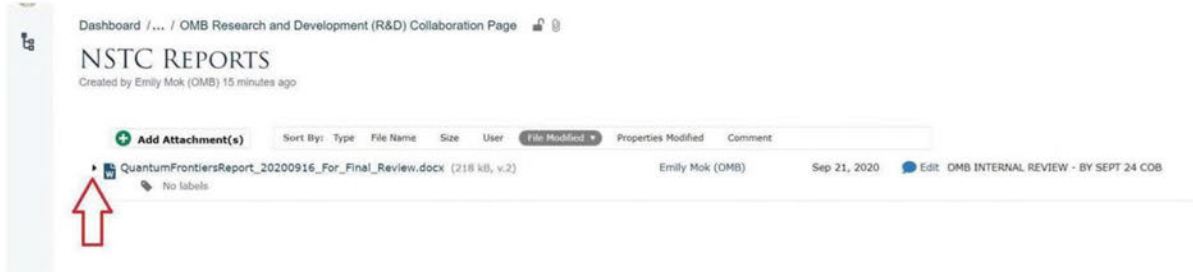 Dashboard /... / OMB Research and Development (R&D) Collaboration Page
NSTC REPORTS
Created by Emily Mok (OMB) 15 minutes ago
Add Attachment(s) Sort By: Type File Name Size User File Modified Properties Modified Comment
QuantumFrontiersReport_20200916_For_Final_Review.docx (218 kB, v.2) Emily Mok (OMB) Sep 21, 2020 Edit OMB INTERNAL REVIEW - BY SEPT 24 COB
No labels